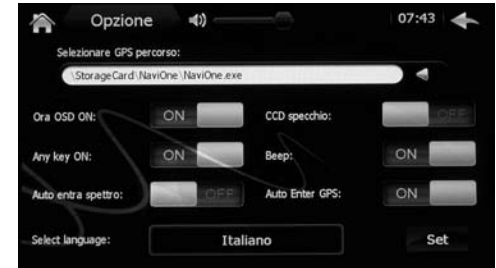 Opzione 07:43
Selezionare GPS percorso:
\StorageCard\NaviOne\NaviOne.exe
Ora OSD ON: ON CCD specchio: OFF
Any key ON: ON Beep: ON
Auto entra spettro: OFF Auto Enter GPS: ON
Select language: Italiano Set